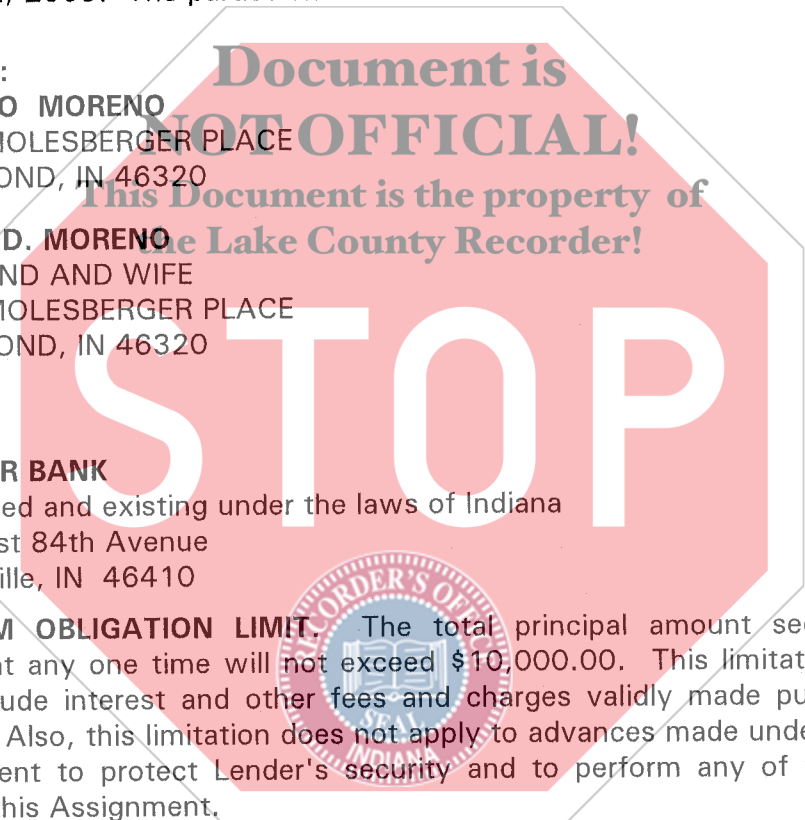 Document is
:
O MORENO
NOT OFFICIAL!
OLESBERGER PLACE
OND, IN 46320
This Document is the property of
the Lake County Recorder!
D. MORENO
ND AND WIFE
OLESBERGER PLACE
OND, IN 46320
STOP
R BANK
ed and existing under the laws of Indiana
st 84th Avenue
ille, IN 46410
RECORDER'S OFFICE
M OBLIGATION LIMIT. The total principal amount sec
at any one time will not exceed $10,000.00. This limitat
ude interest and other fees and charges validly made pu
Also, this limitation does not apply to advances made unde
ent to protect Lender's security and to perform any of
his Assignment.
SEAL
INDIANA